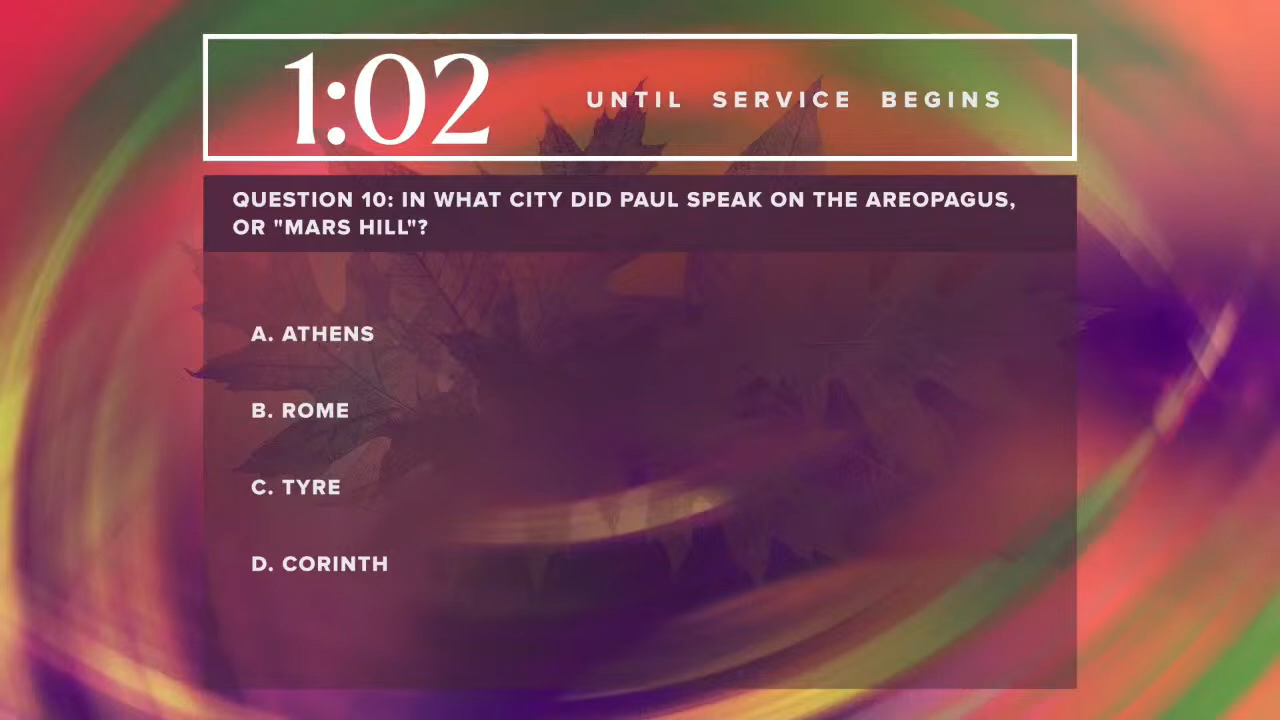 1:02 UNTIL SERVICE BEGINS
QUESTION 10: IN WHAT CITY DID PAUL SPEAK ON THE AREOPAGUS,
OR "MARS HILL"?
A. ATHENS
B. ROME
C. TYRE
D. CORINTH